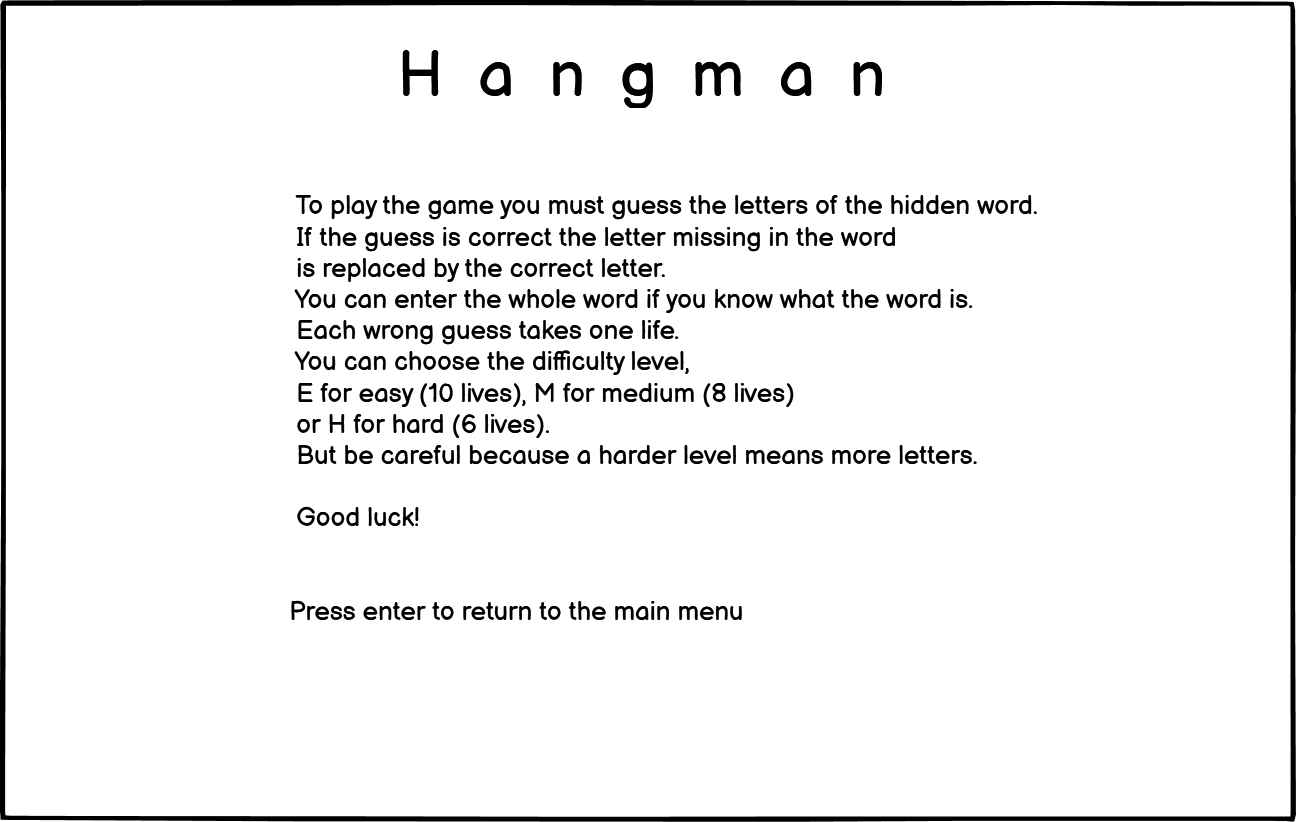 H a n g m a n
To play the game you must guess the letters of the hidden word.
If the guess is correct the letter missing in the word
is replaced by the correct letter.
You can enter the whole word if you know what the word is.
Each wrong guess takes one life.
You can choose the difficulty level,
E for easy (10 lives), M for medium (8 lives)
or H for hard (6 lives).
But be careful because a harder level means more letters.
Good luck!
Press enter to return to the main menu